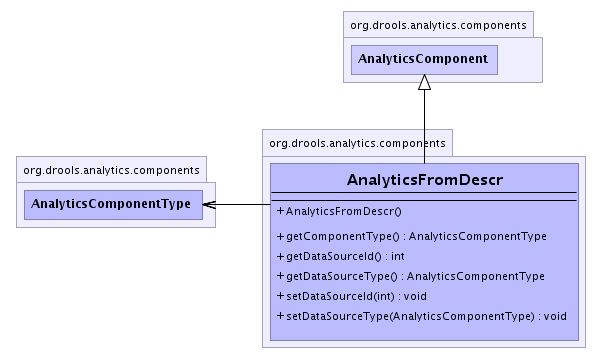 org.drools.analytics.components
AnalyticsComponent
org.drools.analytics.components
AnalyticsFromDescr
+AnalyticsFromDescr()
+getComponentType() : AnalyticsComponentType
+getDataSourceId() : int
+getDataSourceType() : AnalyticsComponentType
+setDataSourceId(int) : void
+setDataSourceType(AnalyticsComponentType) : void
org.drools.analytics.components
AnalyticsComponentType